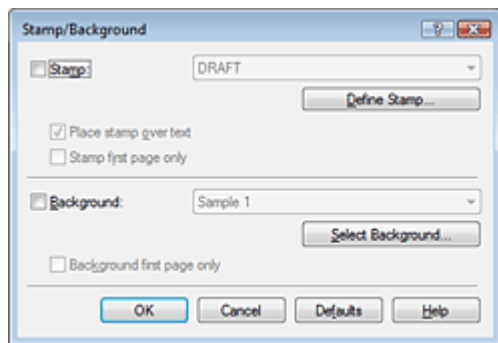 Stamp/Background
Stamp: DRAFT
Define Stamp...
Place stamp over text
Stamp first page only
Background: Sample 1
Select Background...
Background first page only
OK Cancel Defaults Help